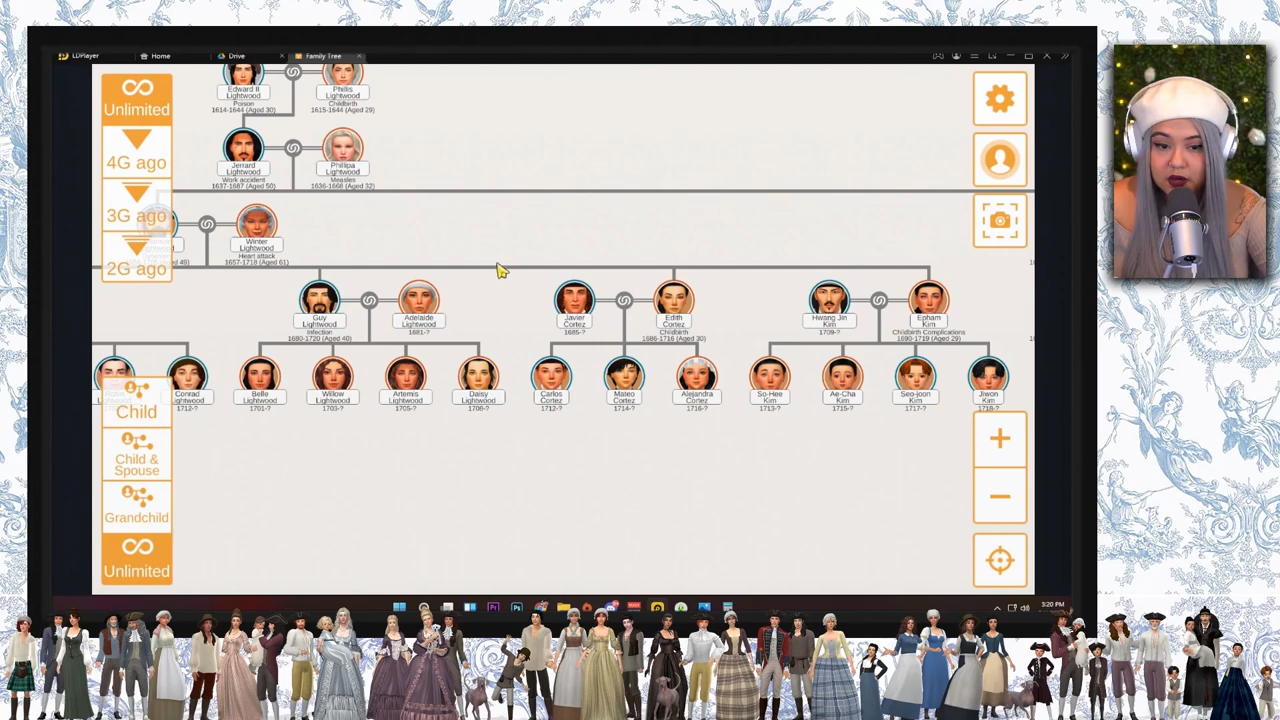 LDPlayer
Home
Drive
Family Tree
Edward II
Lightwood
Poison
1614-1644 (Aged 30)
Phillis
Lightwood
Childbirth
1615-1644 (Aged 29)
Jerrard
Lightwood
Work accident
1637-1687 (Aged 50)
Phillipa
Lightwood
Measles
1636-1668 (Aged 32)
Winter
Lightwood
Heart attack
1657-1718 (Aged 61)
Guy
Lightwood
Infection
1680-1720 (Aged 40)
Adelaide
Lightwood
1681-?
Javier
Cortez
1685-?
Edith
Cortez
Childbirth
1686-1716 (Aged 30)
Hwang Jin
Kim
1709-?
Epham
Kim
Childbirth Complications
1690-1719 (Aged 29)
Conrad
Lightwood
1712-?
Belle
Lightwood
1701-?
Willow
Lightwood
1703-?
Artemis
Lightwood
1705-?
Daisy
Lightwood
1708-?
Carlos
Cortez
1712-?
Mateo
Cortez
1714-?
Alejandra
Cortez
1716-?
So-Hee
Kim
1713-?
Ae-Cha
Kim
1715-?
Seo-joon
Kim
1717-?
Jiwon
Kim
1718-?
Unlimited
4G ago
3G ago
2G ago
Child
Child &
Spouse
Grandchild
Unlimited
3:20 PM